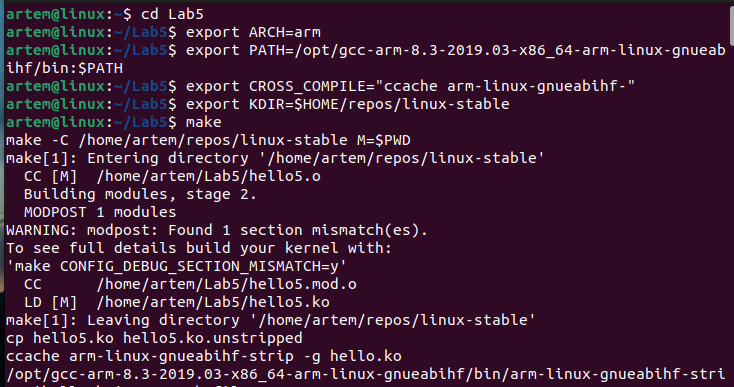 artem@linux:~$ cd Lab5
artem@linux:~/Lab5$ export ARCH=arm
artem@linux:~/Lab5$ export PATH=/opt/gcc-arm-8.3-2019.03-x86_64-arm-linux-gnueab
ihf/bin:$PATH
artem@linux:~/Lab5$ export CROSS_COMPILE="ccache arm-linux-gnueabihf-"
artem@linux:~/Lab5$ export KDIR=$HOME/repos/linux-stable
artem@linux:~/Lab5$ make
make -C /home/artem/repos/linux-stable M=$PWD
make[1]: Entering directory '/home/artem/repos/linux-stable'
  CC [M]  /home/artem/Lab5/hello5.o
  Building modules, stage 2.
  MODPOST 1 modules
WARNING: modpost: Found 1 section mismatch(es).
To see full details build your kernel with:
'make CONFIG_DEBUG_SECTION_MISMATCH=y'
  CC      /home/artem/Lab5/hello5.mod.o
  LD [M]  /home/artem/Lab5/hello5.ko
make[1]: Leaving directory '/home/artem/repos/linux-stable'
cp hello5.ko hello5.ko.unstripped
ccache arm-linux-gnueabihf-strip -g hello.ko
/opt/gcc-arm-8.3-2019.03-x86_64-arm-linux-gnueabihf/bin/arm-linux-gnueabihf-stri